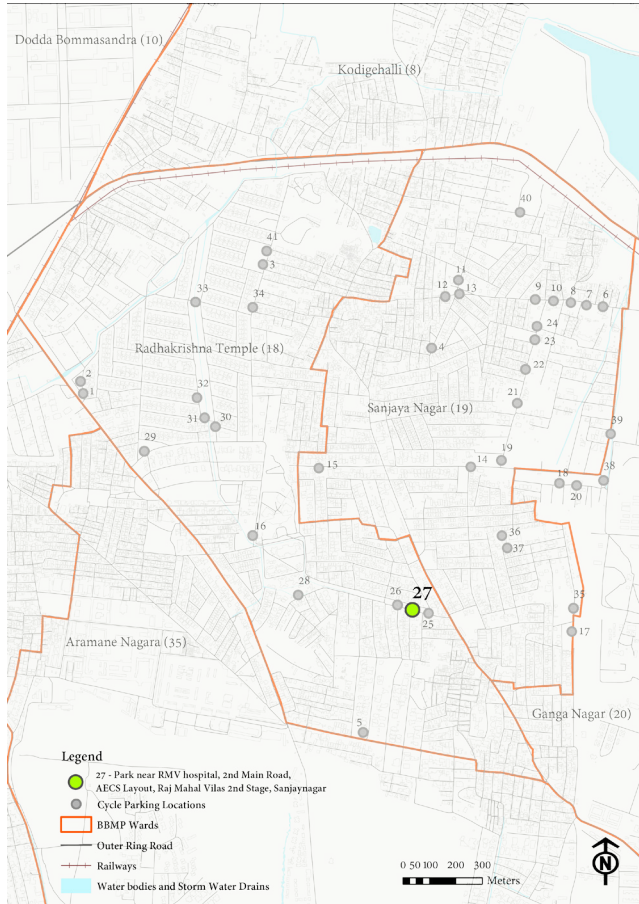 Dodda Bommasandra (10)
Kodigehalli (8)
40
41
3
11
12
13
33
34
9
10
8
7
6
24
4
23
Radhakrishna Temple (18)
22
2
1
32
Sanjaya Nagar (19)
21
31
30
39
29
19
15
14
38
18
20
16
36
37
28
27
26
25
35
17
Aramane Nagara (35)
Ganga Nagar (20)
5
Legend
27 - Park near RMV hospital, 2nd Main Road,
AECS Layout, Raj Mahal Vilas 2nd Stage, Sanjaynagar
Cycle Parking Locations
BBMP Wards
Outer Ring Road
Railways
Water bodies and Storm Water Drains
0 50 100 200 300
Meters
N